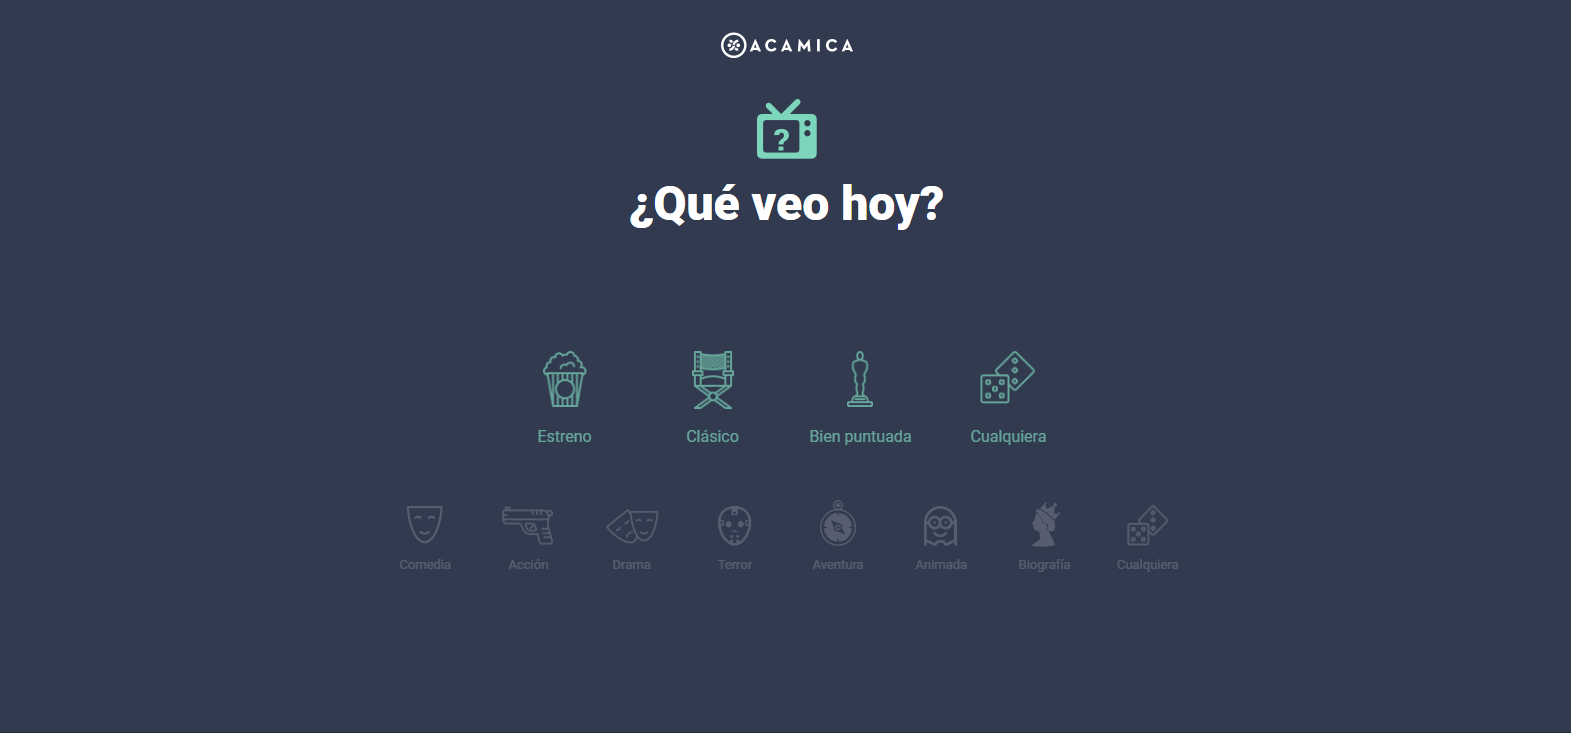 ACAMICA
?
¿Qué veo hoy?
Estreno Clásico Bien puntuada Cualquiera
Comedia Acción Drama Terror Aventura Animada Biografía Cualquiera